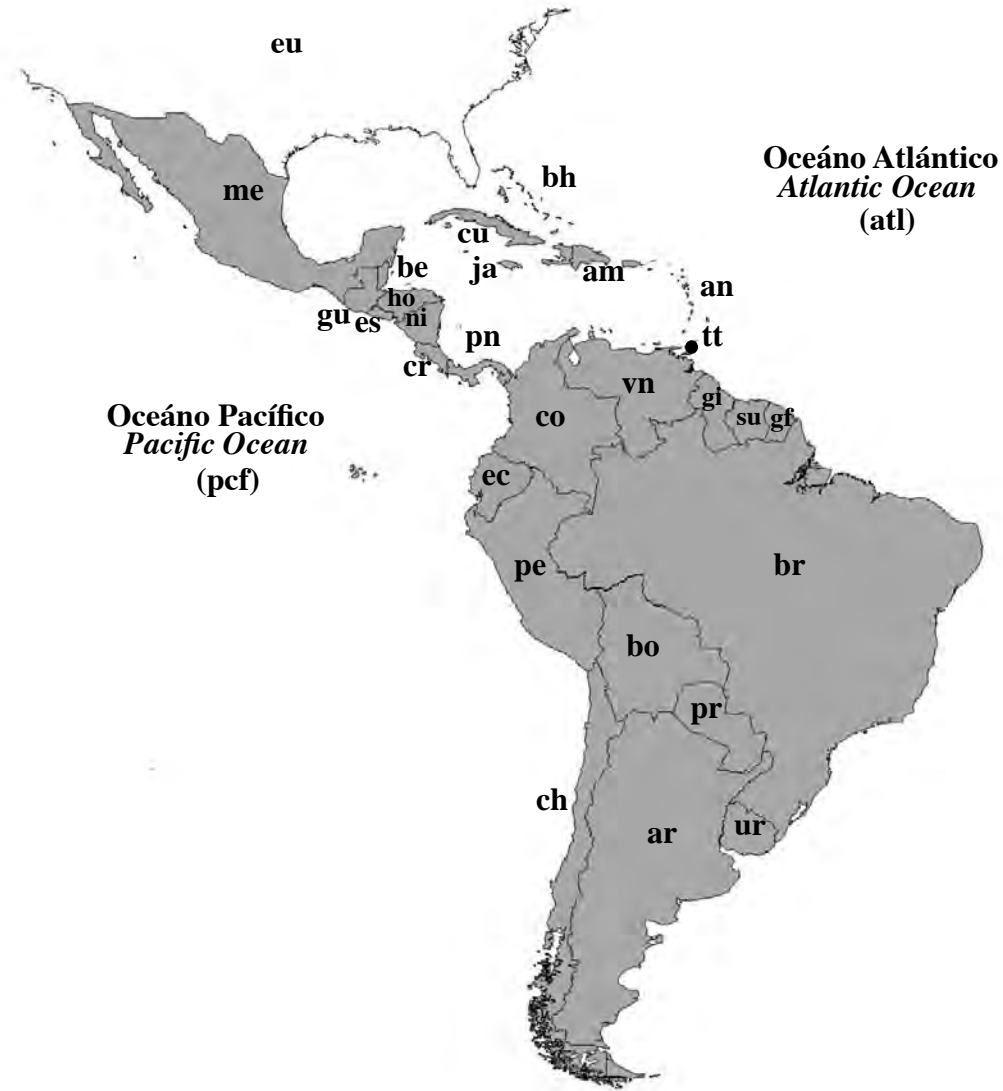 eu
Oceáno Atlántico
Atlantic Ocean
(atl)
bh
me
cu
be
ja
am
an
ho
gu
es
ni
pn
tt
cr
vn
gi
Oceáno Pacífico
Pacific Ocean
(pcf)
co
su
gf
ec
pe
br
bo
pr
ch
ar
ur